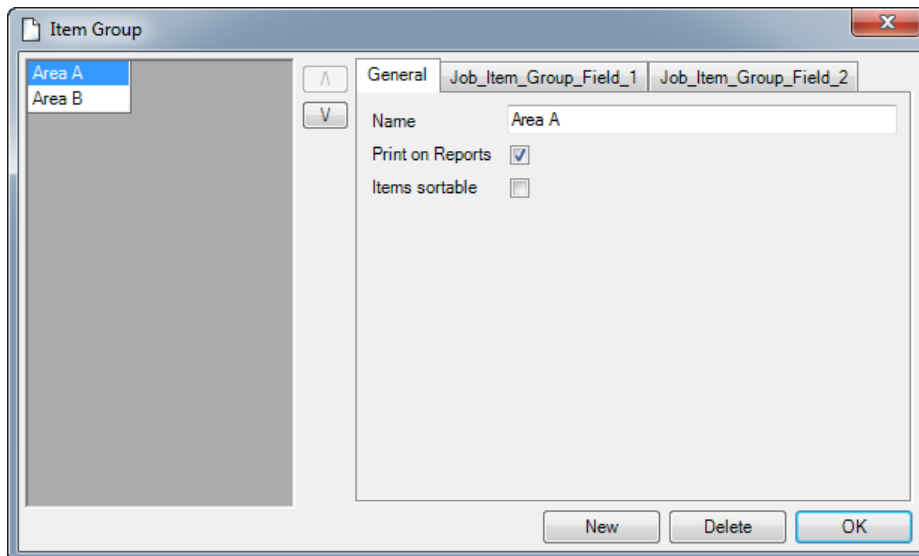 Item Group
Area A
Area B
Λ
V
General Job_Item_Group_Field_1 Job_Item_Group_Field_2
Name Area A
Print on Reports
Items sortable
New Delete OK